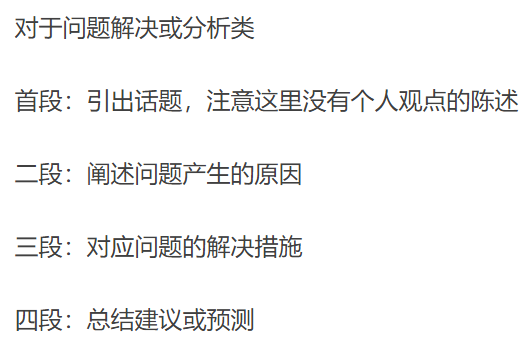 对于问题解决或分析类
首段：引出话题，注意这里没有个人观点的陈述
二段：阐述问题产生的原因
三段：对应问题的解决措施
四段：总结建议或预测